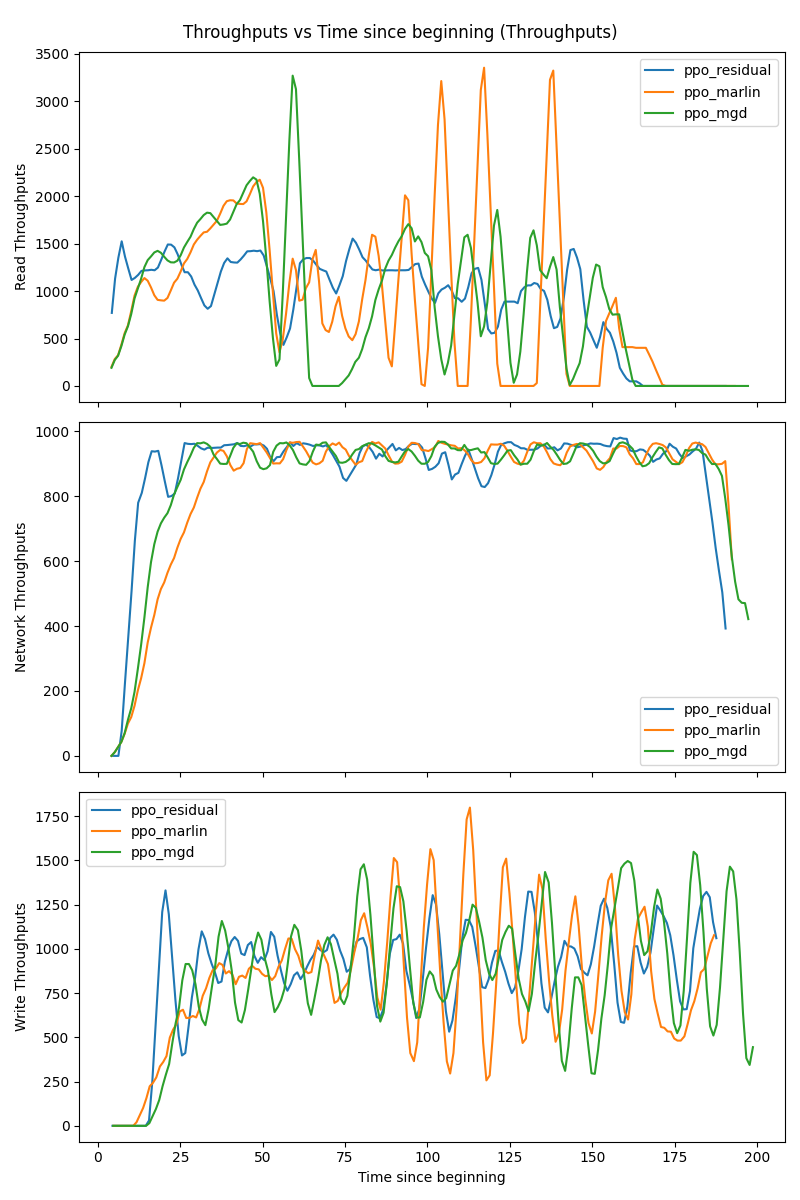 Throughputs vs Time since beginning (Throughputs)
3500
3000
2500
2000
1500
1000
500
0
Read Throughputs
ppo_residual
ppo_marlin
ppo_mgd
1000
800
600
400
200
0
Network Throughputs
ppo_residual
ppo_marlin
ppo_mgd
1750
1500
1250
1000
750
500
250
0
Write Throughputs
ppo_residual
ppo_marlin
ppo_mgd
0 25 50 75 100 125 150 175 200
Time since beginning